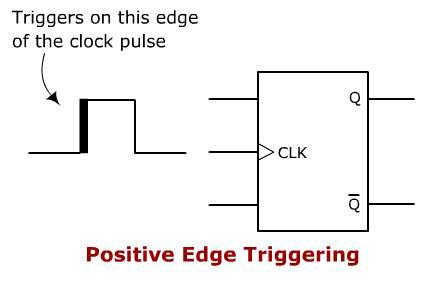 Triggers on this edge
of the clock pulse
Q
CLK
Q̅
Positive Edge Triggering